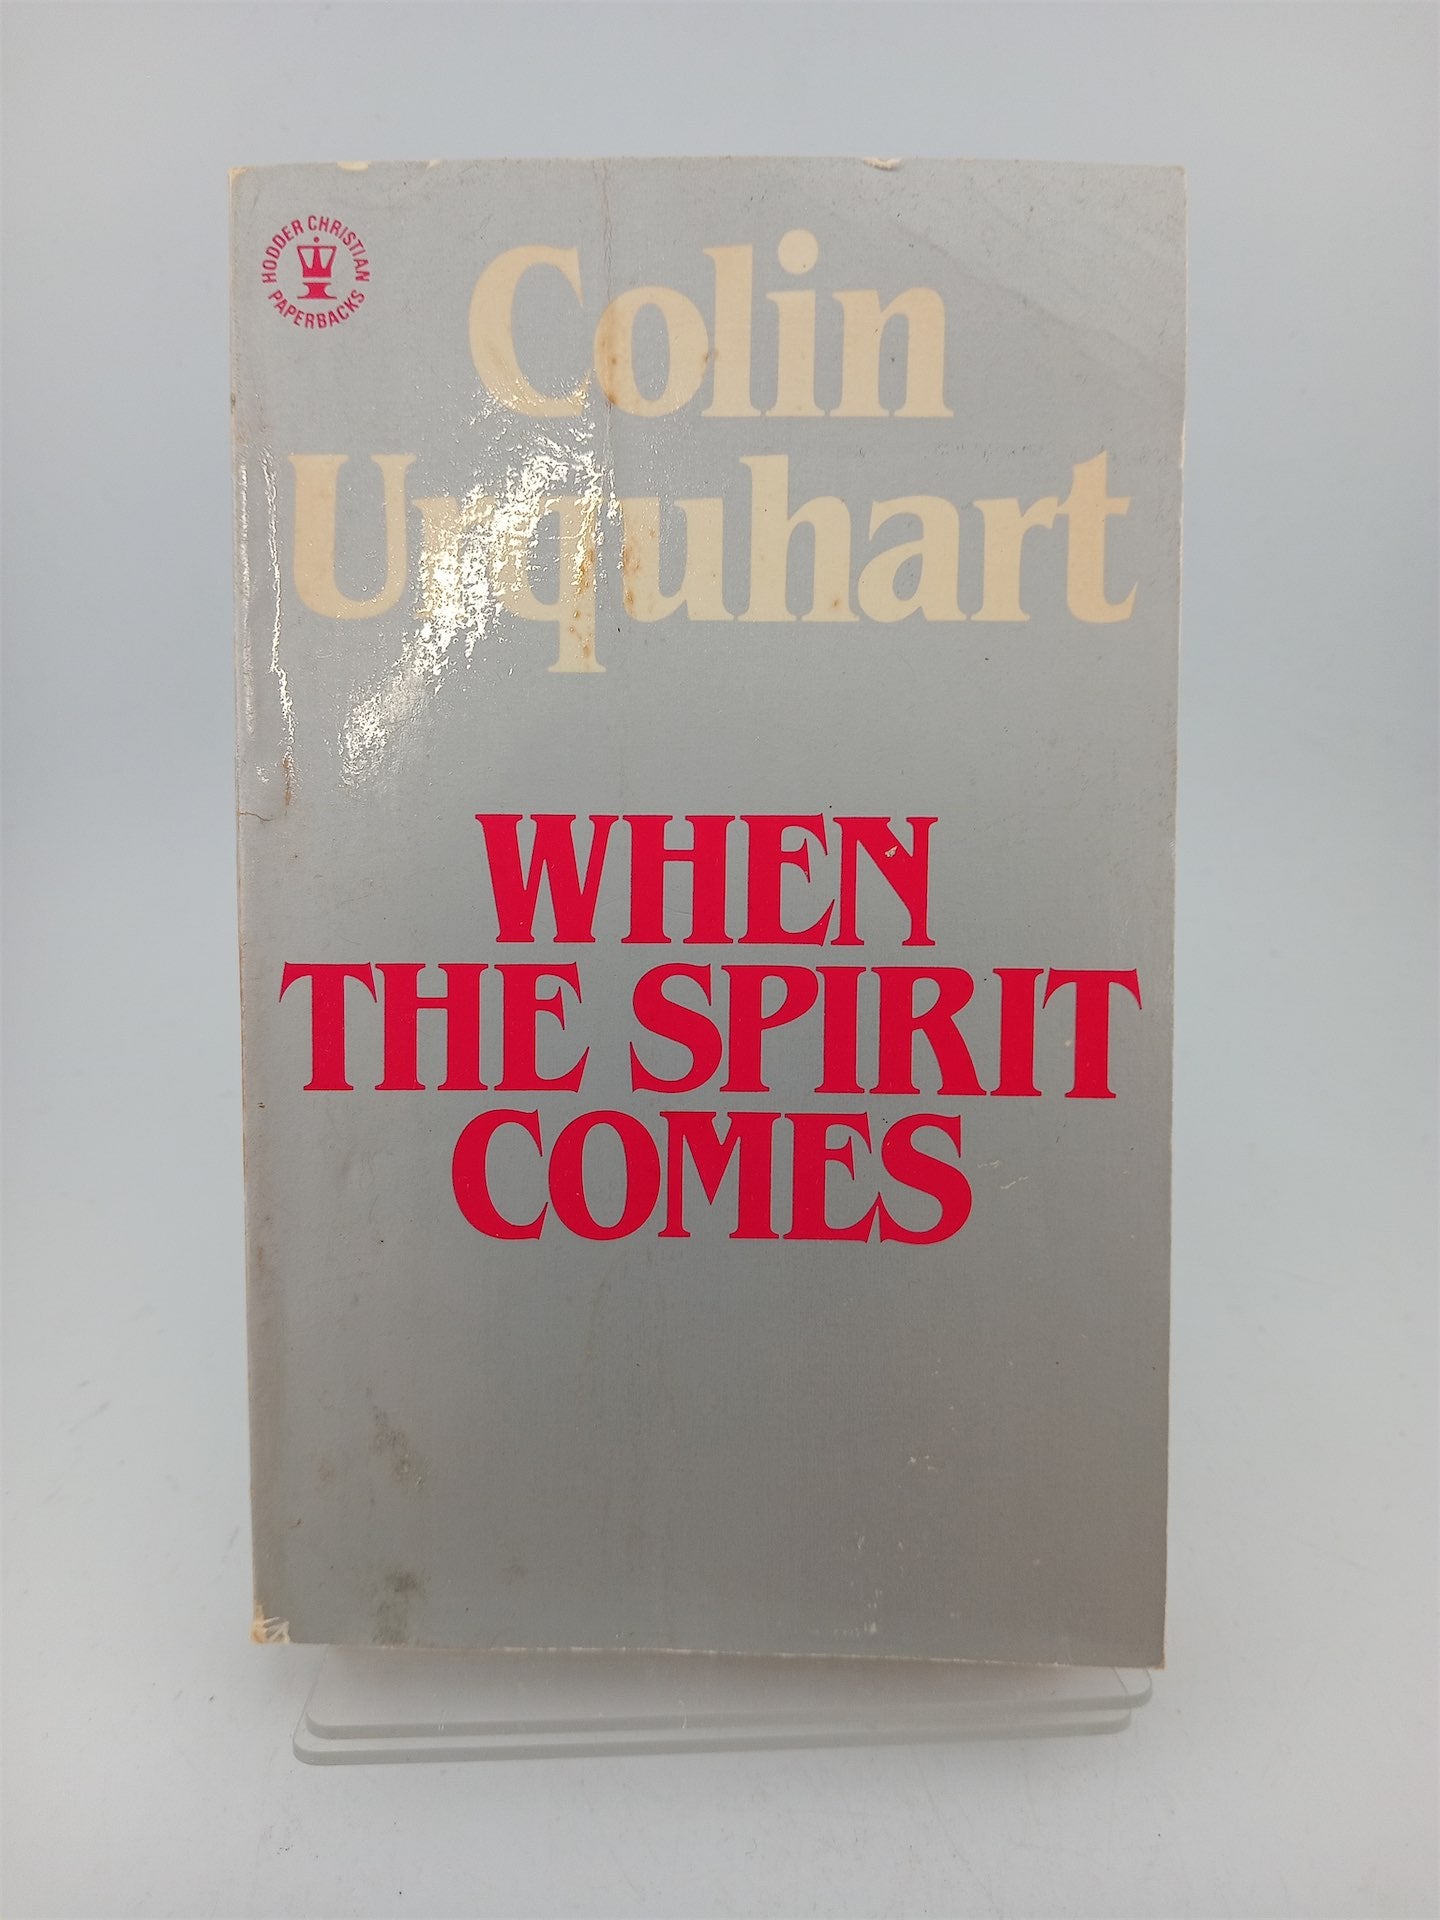 HODDER CHRISTIAN
PAPERBACKS
Colin
Urquhart
WHEN
THE SPIRIT
COMES